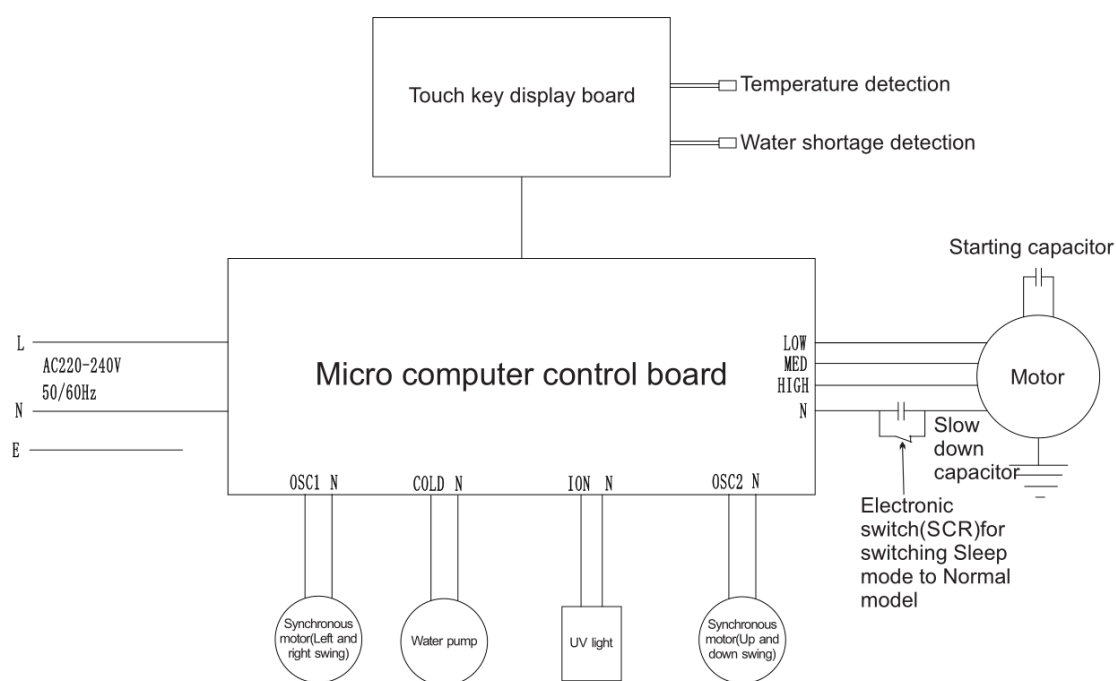 Touch key display board
Temperature detection
Water shortage detection
Starting capacitor
L
AC220-240V
50/60Hz
N
E
Micro computer control board
LOW
MED
HIGH
N
Motor
Slow
down
capacitor
OSC1 N
COLD N
ION N
OSC2 N
Electronic
switch(SCR)for
switching Sleep
mode to Normal
model
Synchronous
motor(Left and
right swing)
Water pump
UV light
Synchronous
motor(Up and
down swing)